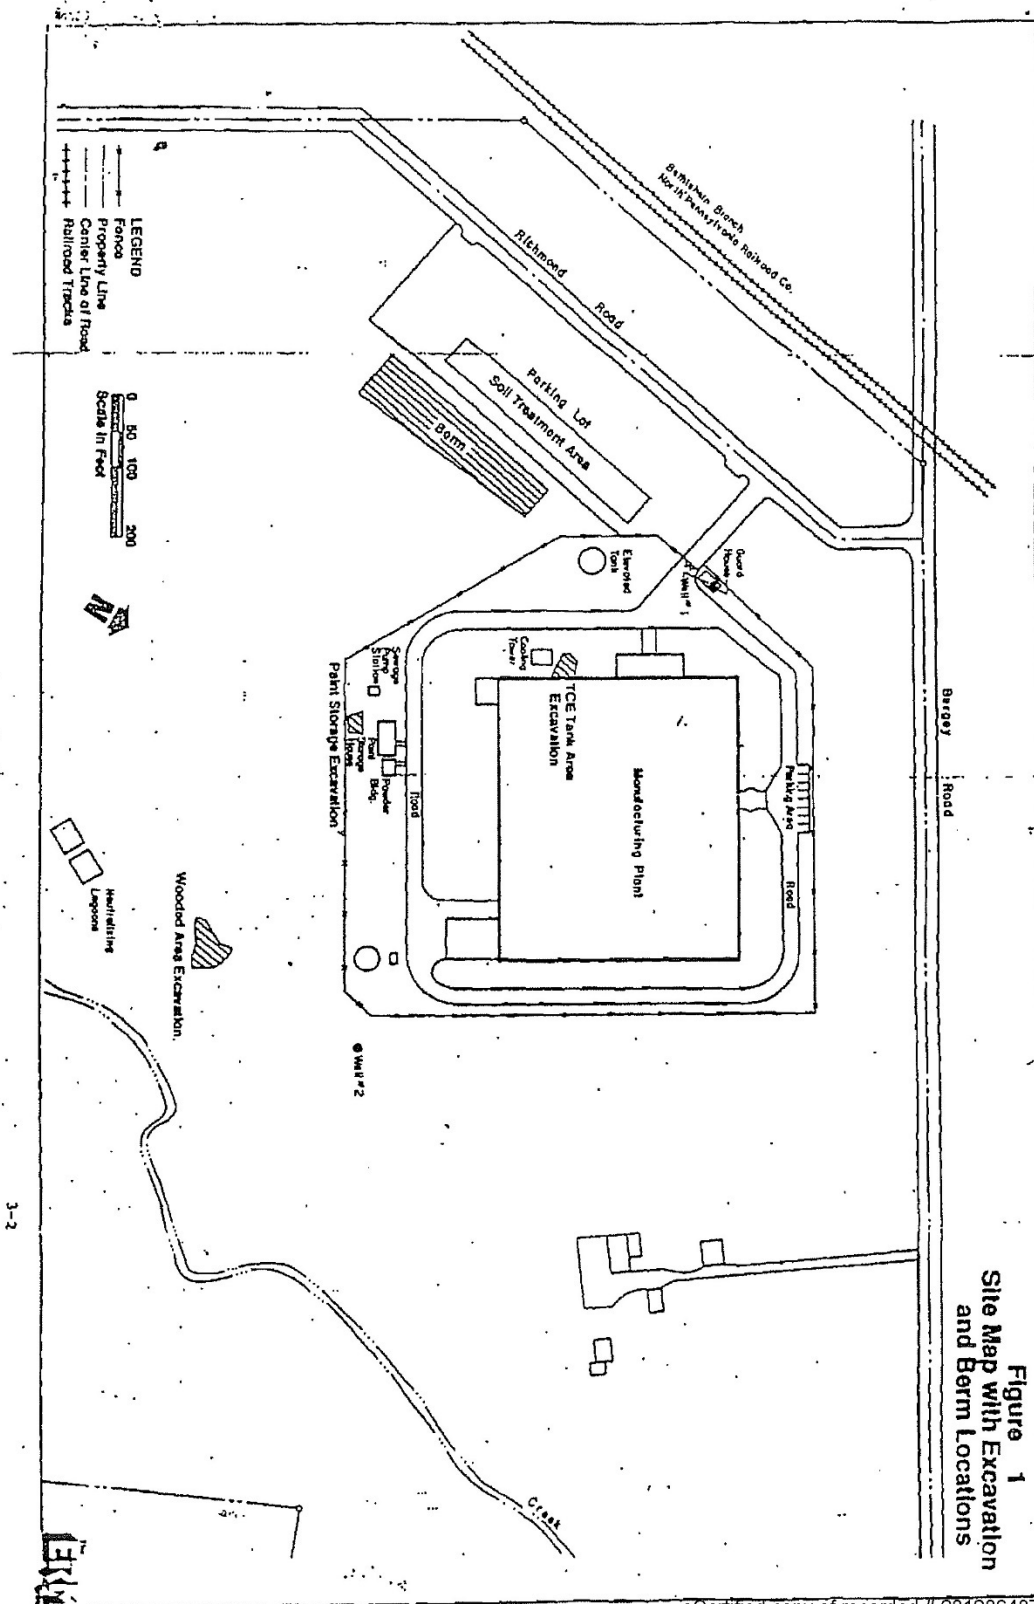 Figure 1
Site Map with Excavation
and Berm Locations
Bethlehem Branch
North Pennsylvania Railroad Co.
Richmond Road
Bergey Road
Parking Lot
Soil Treatment Area
Berm
Guard
House
Well #1
Elevated
Tank
Parking Area
Road
Manufacturing Plant
TCE Tank Area
Excavation
Cooling
Tower
Sewage
Pump
Station
Paint
Storage
House
Powder
Bldg.
Road
Paint Storage Excavation
Well #2
Wooded Area Excavation
Neutralizing
Lagoons
Creek
LEGEND
Fence
Property Line
Center Line of Road
Railroad Tracks
0 50 100 200
Scale in Feet
N
3-2